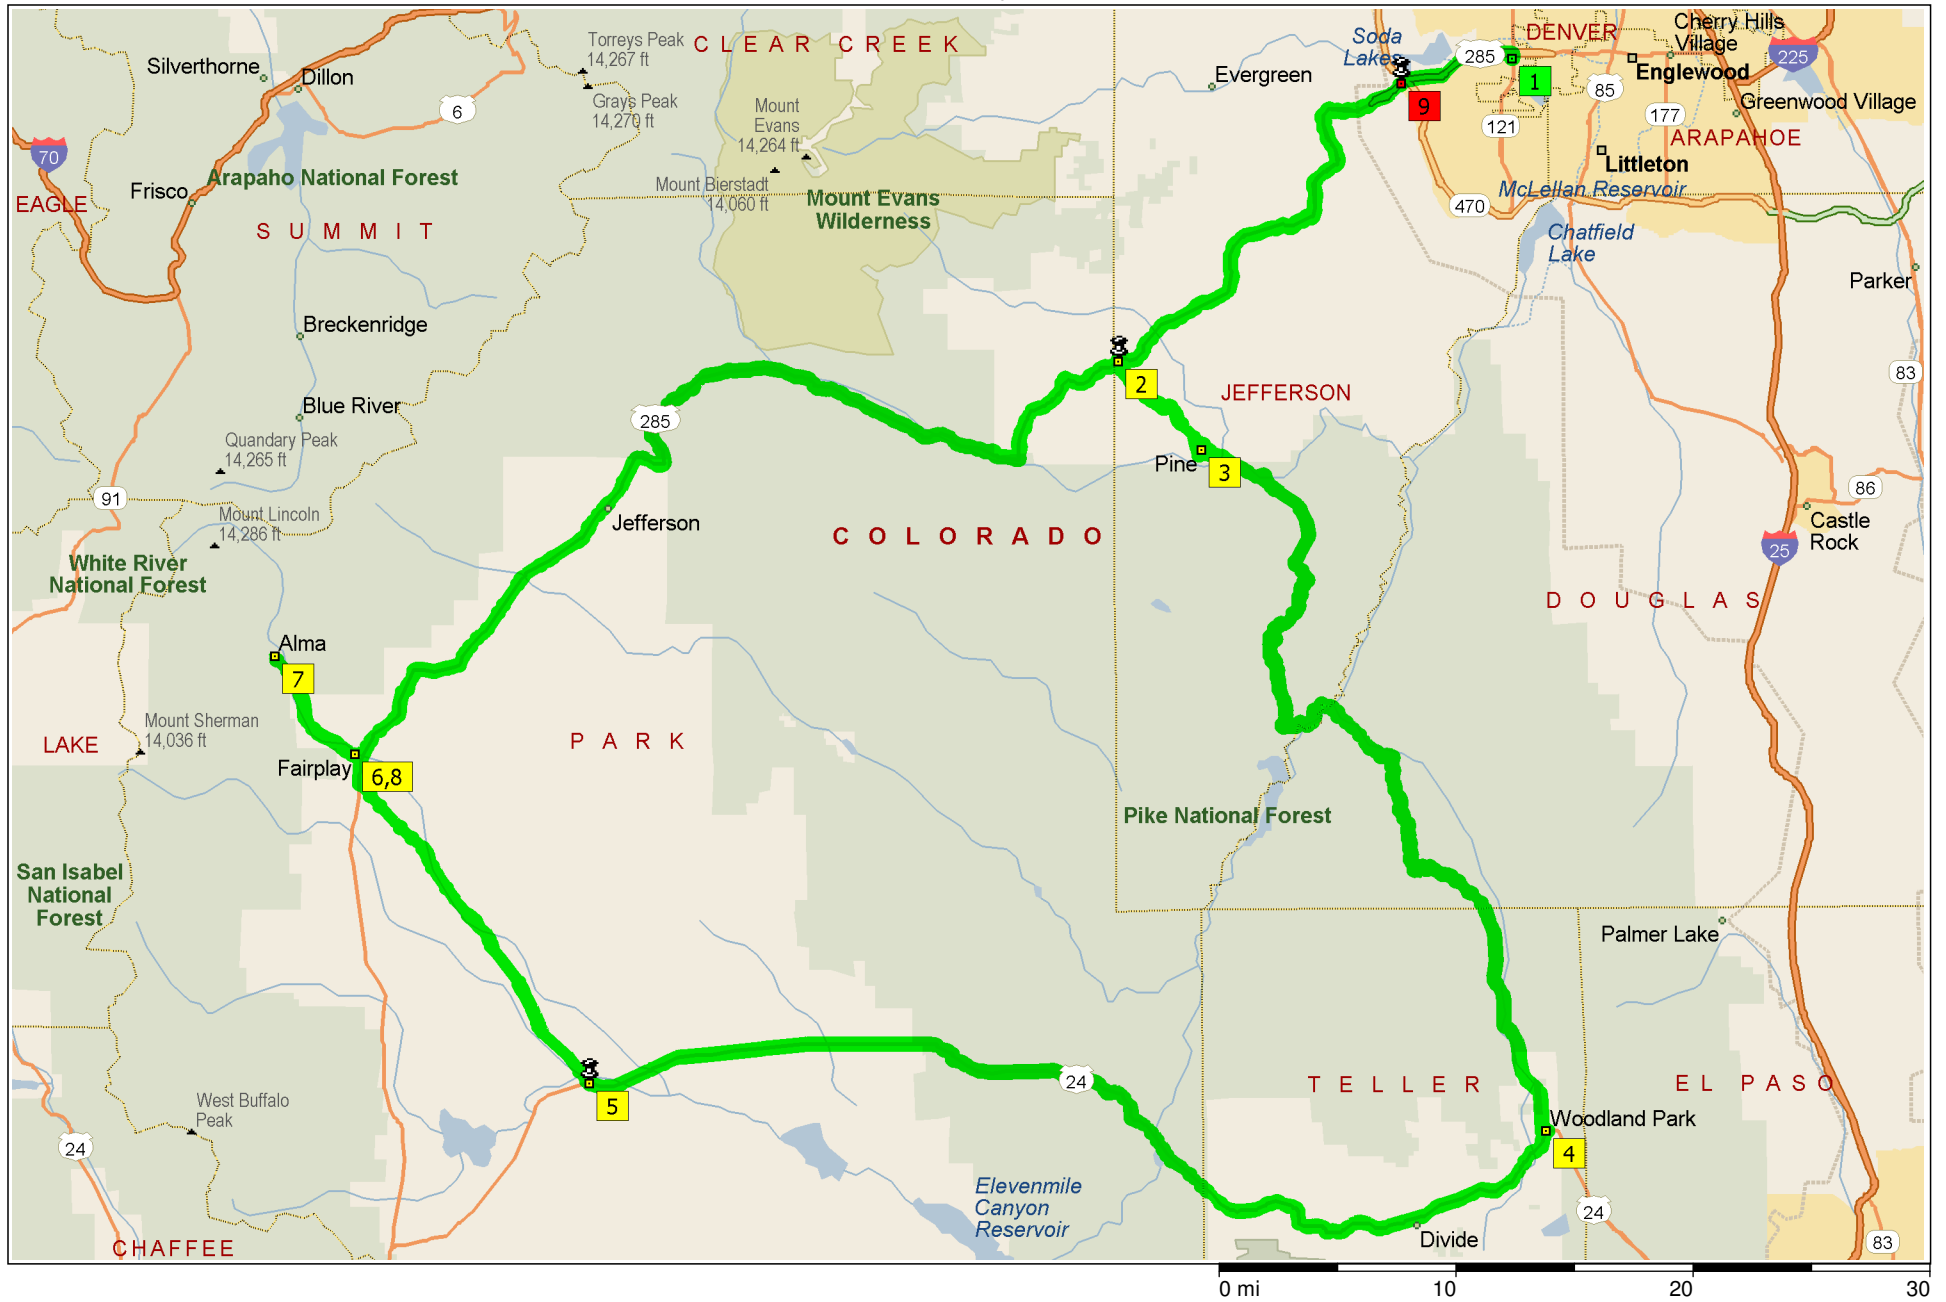 Torreys Peak
14,267 ft
CLEAR CREEK
Soda
Lakes
285
DENVER
Cherry Hills
Village
225
Silverthorne
Dillon
6
Grays Peak
14,270 ft
Mount
Evans
14,264 ft
Evergreen
1
Englewood
85
Greenwood Village
9
121
177
ARAPAHOE
70
Littleton
Arapaho National Forest
Frisco
EAGLE
Mount Bierstadt
14,060 ft
Mount Evans
Wilderness
McLellan Reservoir
470
SUMMIT
Chatfield
Lake
Parker
Breckenridge
2
JEFFERSON
83
Blue River
285
Quandary Peak
14,265 ft
Pine
3
91
86
Mount Lincoln
14,286 ft
Jefferson
COLORADO
Castle
Rock
25
White River
National Forest
DOUGLAS
Alma
7
Mount Sherman
14,036 ft
LAKE
PARK
Fairplay
6,8
Pike National Forest
San Isabel
National
Forest
Palmer Lake
24
TELLER
EL PASO
West Buffalo
Peak
5
Woodland Park
24
4
Elevenmile
Canyon
Reservoir
24
Divide
CHAFFEE
83
0 mi
10
20
30